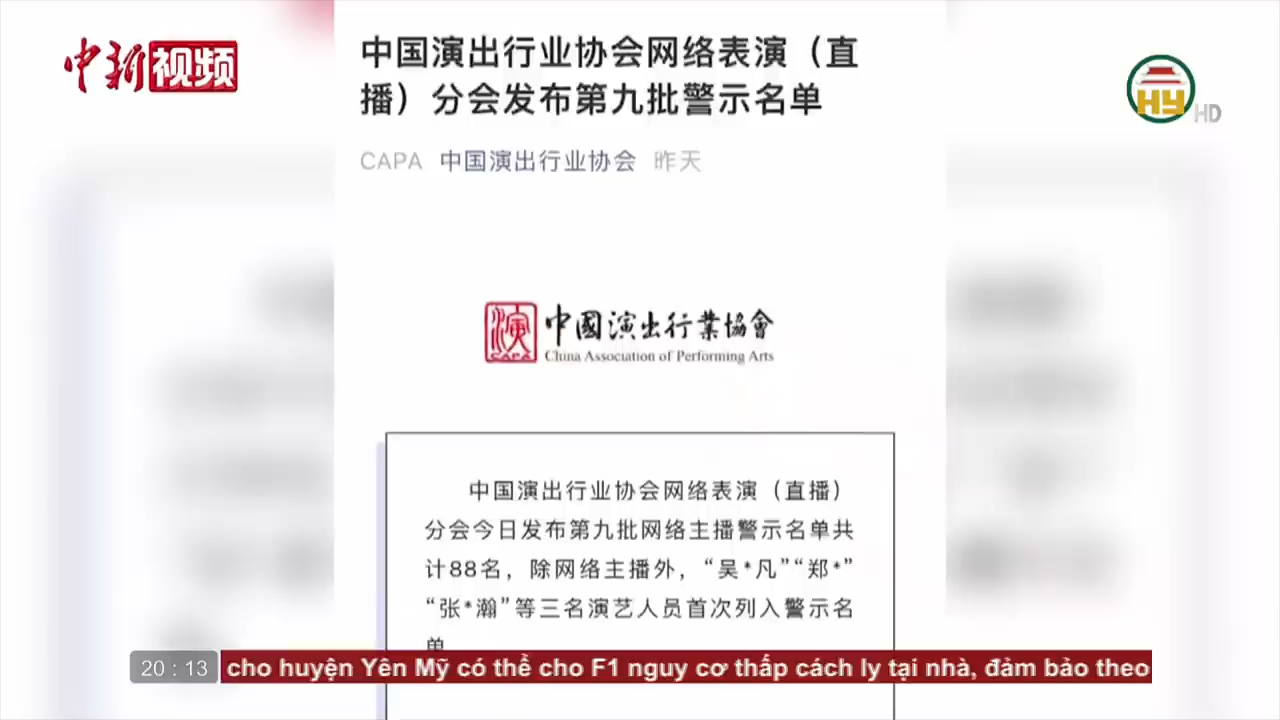 中新视频
中国演出行业协会网络表演（直
播）分会发布第九批警示名单
HY HD
CAPA 中国演出行业协会 昨天
演 中國演出行業協會
CAPA China Association of Performing Arts
中国演出行业协会网络表演（直播）
分会今日发布第九批网络主播警示名单共
计88名，除网络主播外，“吴*凡”“郑*”
“张*瀚”等三名演艺人员首次列入警示名
单
20 : 13 cho huyện Yên Mỹ có thể cho F1 nguy cơ thấp cách ly tại nhà, đảm bảo theo